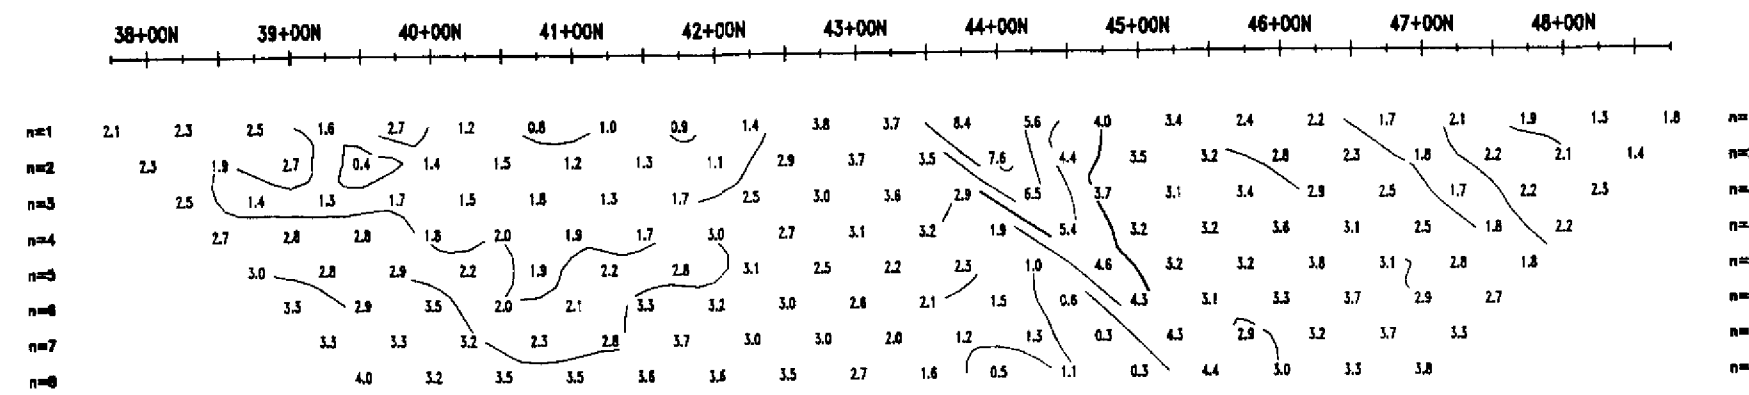 38+00N 39+00N 40+00N 41+00N 42+00N 43+00N 44+00N 45+00N 46+00N 47+00N 48+00N
n=1 2.1 2.3 2.5 1.6 2.7 1.2 0.8 1.0 0.9 1.4 3.8 3.7 8.4 5.6 4.0 3.4 2.4 2.2 1.7 2.1 1.9 1.3 1.8 n=
n=2 2.3 1.9 2.7 0.4 1.4 1.5 1.2 1.3 1.1 2.9 3.7 3.5 7.6 4.4 3.5 3.2 2.8 2.3 1.8 2.2 2.1 1.4 n=
n=3 2.5 1.4 1.3 1.7 1.5 1.8 1.3 1.7 2.5 3.0 3.6 2.9 6.5 3.7 3.1 3.4 2.9 2.5 1.7 2.2 2.3 n=
n=4 2.7 2.8 2.8 1.8 2.0 1.9 1.7 3.0 2.7 3.1 3.2 1.9 5.4 3.2 3.2 3.6 3.1 2.5 1.8 2.2 n=
n=5 3.0 2.8 2.9 2.2 1.9 2.2 2.8 3.1 2.5 2.2 2.3 1.0 4.6 3.2 3.2 3.8 3.1 2.8 1.8 n=
n=6 3.3 2.9 3.5 2.0 2.1 3.3 3.2 3.0 2.6 2.1 1.5 0.6 4.3 3.1 3.3 3.7 2.9 2.7 n=
n=7 3.3 3.3 3.2 2.3 2.8 3.7 3.0 3.0 2.0 1.2 1.3 0.3 4.3 2.9 3.2 3.7 3.3 n=
n=8 4.0 3.2 3.5 3.5 3.6 3.6 3.5 2.7 1.6 0.5 1.1 0.3 4.4 3.0 3.3 3.8 n=